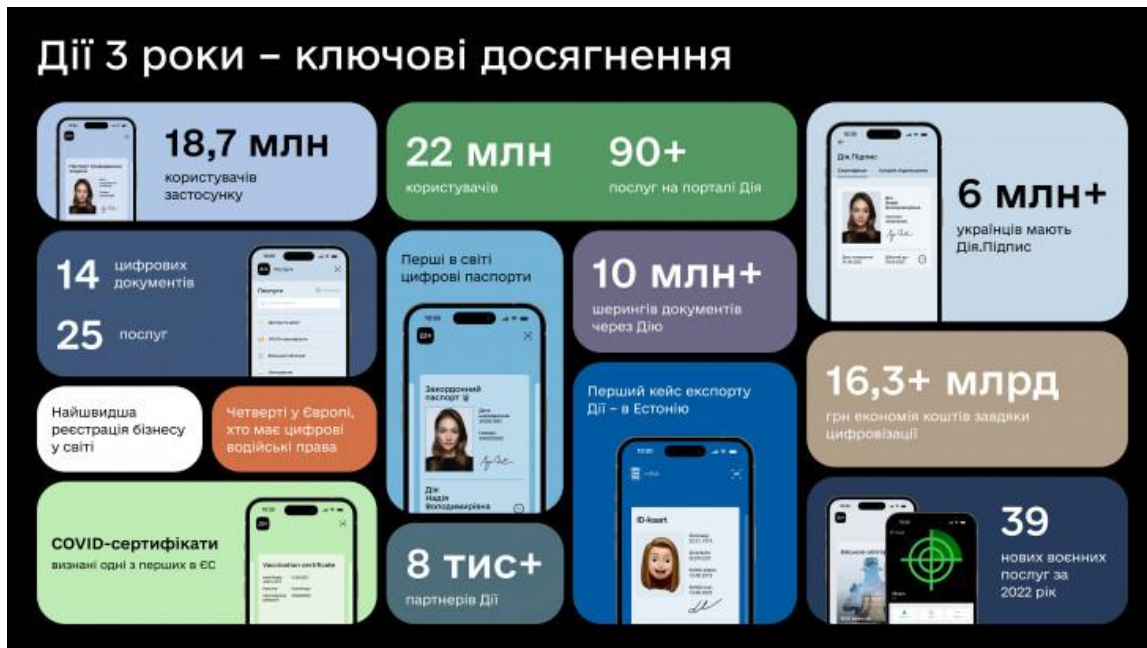 Дії 3 роки – ключові досягнення
18,7 млн
користувачів
застосунку
22 млн
користувачів
90+
послуг на порталі Дія
Дія.Підпис
6 млн+
українців мають
Дія.Підпис
14
цифрових
документів
25
послуг
Послуги
Перші в світі
цифрові паспорти
Закордонний
паспорт
Дія
Надія
Володимирівна
10 млн+
шерингів документів
через Дію
16,3+ млрд
грн економія коштів завдяки
цифровізації
Найшвидша
реєстрація бізнесу
у світі
Четверті у Європі,
хто має цифрові
водійські права
Перший кейс експорту
Дії – в Естонію
ID-kaart
COVID-сертифікати
визнані одні з перших в ЄС
Vaccination certificate
8 тис+
партнерів Дії
39
нових воєнних
послуг за
2022 рік